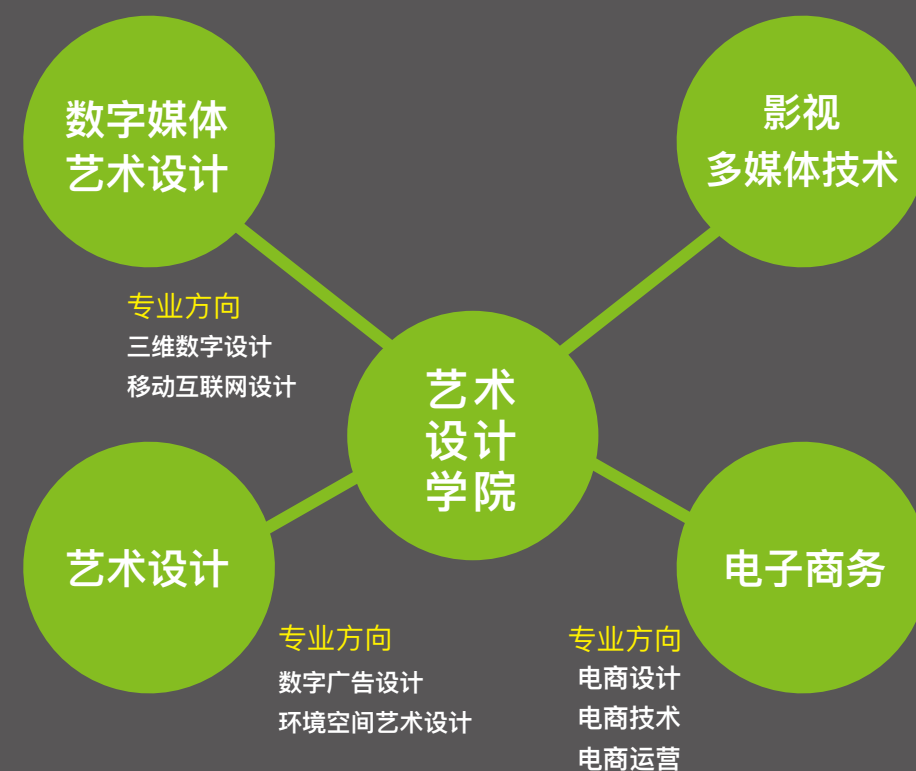 数字媒体
艺术设计
影视
多媒体技术
专业方向
三维数字设计
移动互联网设计
艺术
设计
学院
艺术设计
电子商务
专业方向
数字广告设计
环境空间艺术设计
专业方向
电商设计
电商技术
电商运营